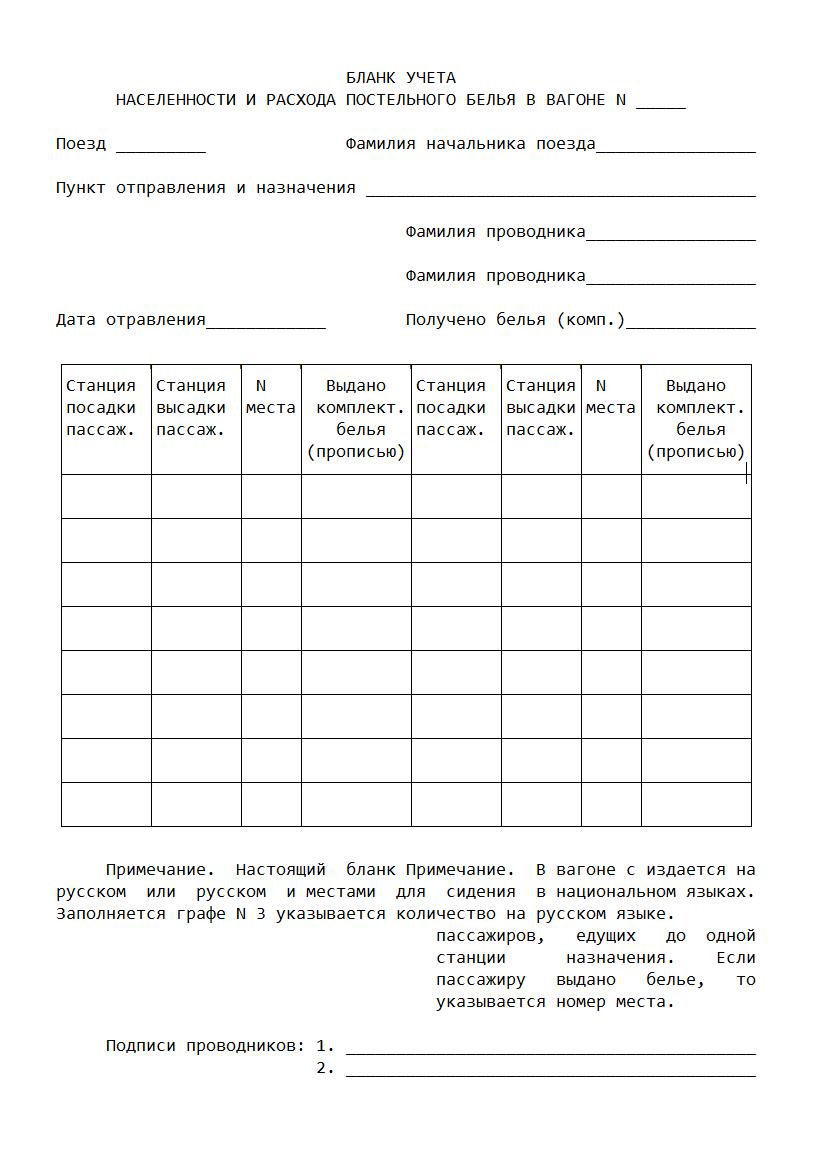 БЛАНК УЧЕТА
НАСЕЛЕННОСТИ И РАСХОДА ПОСТЕЛЬНОГО БЕЛЬЯ В ВАГОНЕ N _____
Поезд _________ Фамилия начальника поезда________________
Пункт отправления и назначения _______________________________________
Фамилия проводника_________________
Фамилия проводника_________________
Дата отравления____________ Получено белья (комп.)_____________
Станция Станция N Выдано Станция Станция N Выдано
посадки высадки места комплект. посадки высадки места комплект.
пассаж. пассаж. белья пассаж. пассаж. белья
(прописью) (прописью)
Примечание. Настоящий бланк Примечание. В вагоне с издается на
русском или русском и местами для сидения в национальном языках.
Заполняется графе N 3 указывается количество на русском языке.
пассажиров, едущих до одной
станции назначения. Если
пассажиру выдано белье, то
указывается номер места.
Подписи проводников: 1. _________________________________________
2. _________________________________________